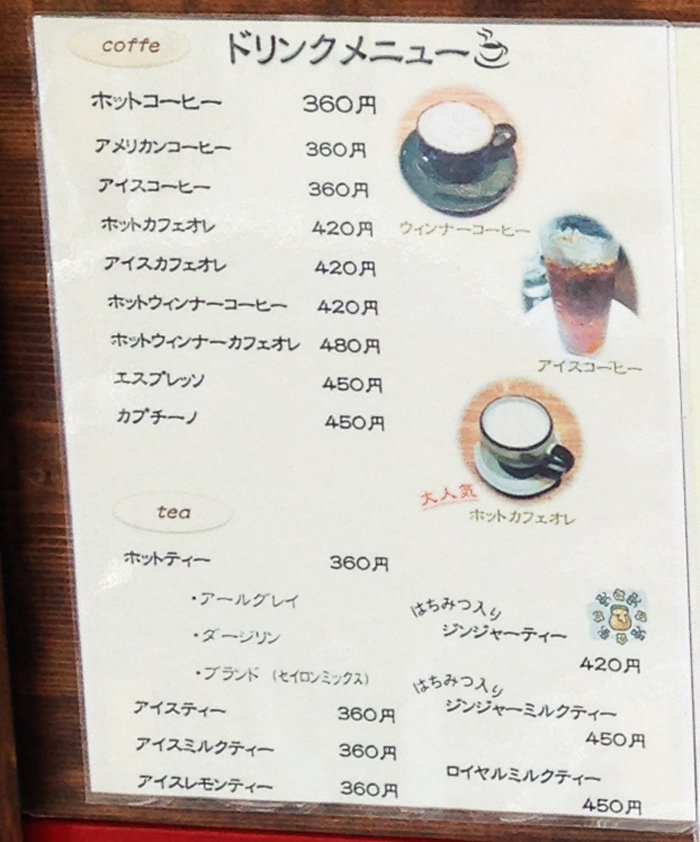 coffe
ドリンクメニュー
ホットコーヒー 360円
アメリカンコーヒー 360円
アイスコーヒー 360円
ホットカフェオレ 420円
アイスカフェオレ 420円
ホットウィンナーコーヒー 420円
ホットウィンナーカフェオレ 480円
エスプレッソ 450円
カプチーノ 450円
ウィンナーコーヒー
アイスコーヒー
大人気
ホットカフェオレ
tea
ホットティー 360円
・アールグレイ
・ダージリン
・ブランド (セイロンミックス)
アイスティー 360円
アイスミルクティー 360円
アイスレモンティー 360円
はちみつ入り
ジンジャーティー
420円
はちみつ入り
ジンジャーミルクティー
450円
ロイヤルミルクティー
450円